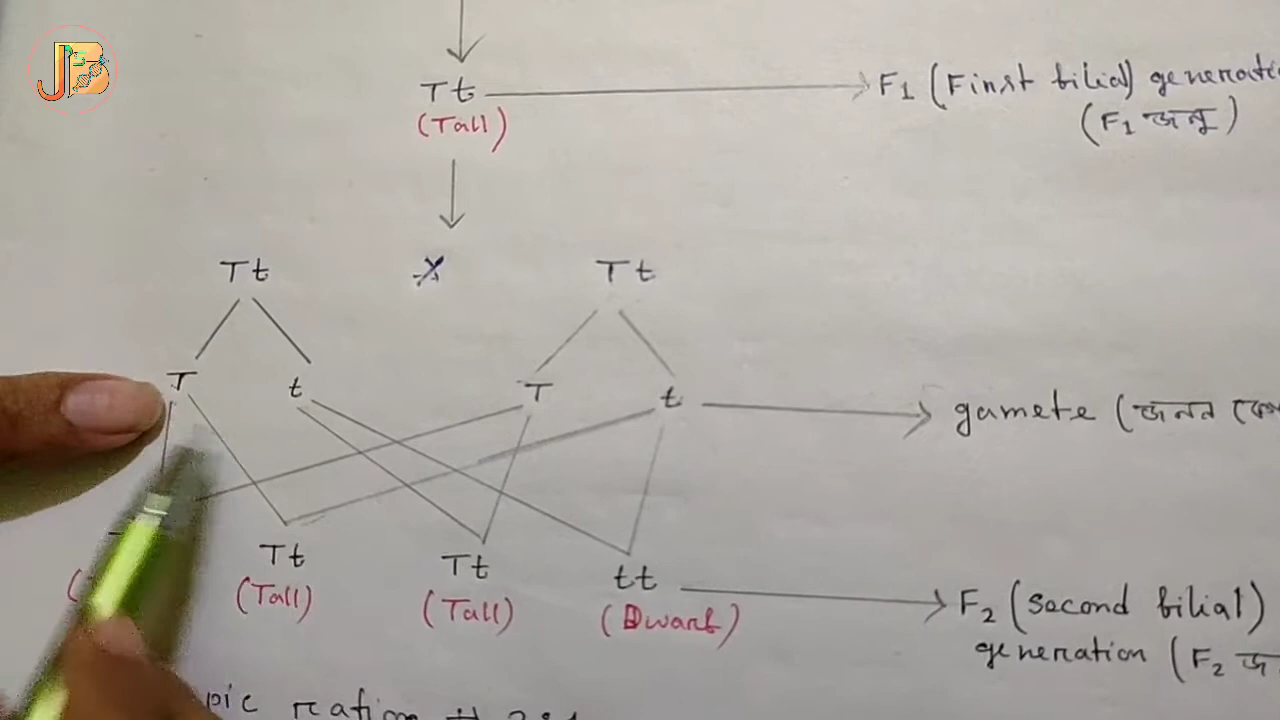 JB
Tt
F₁ (First filial)
(Tall)
(F₁ জনু)
Tt x Tt
T t T t
gamete (জনন
Tt Tt tt
(Tall) (Tall) (Dwarf)
F₂ (second filial)
generation (F₂